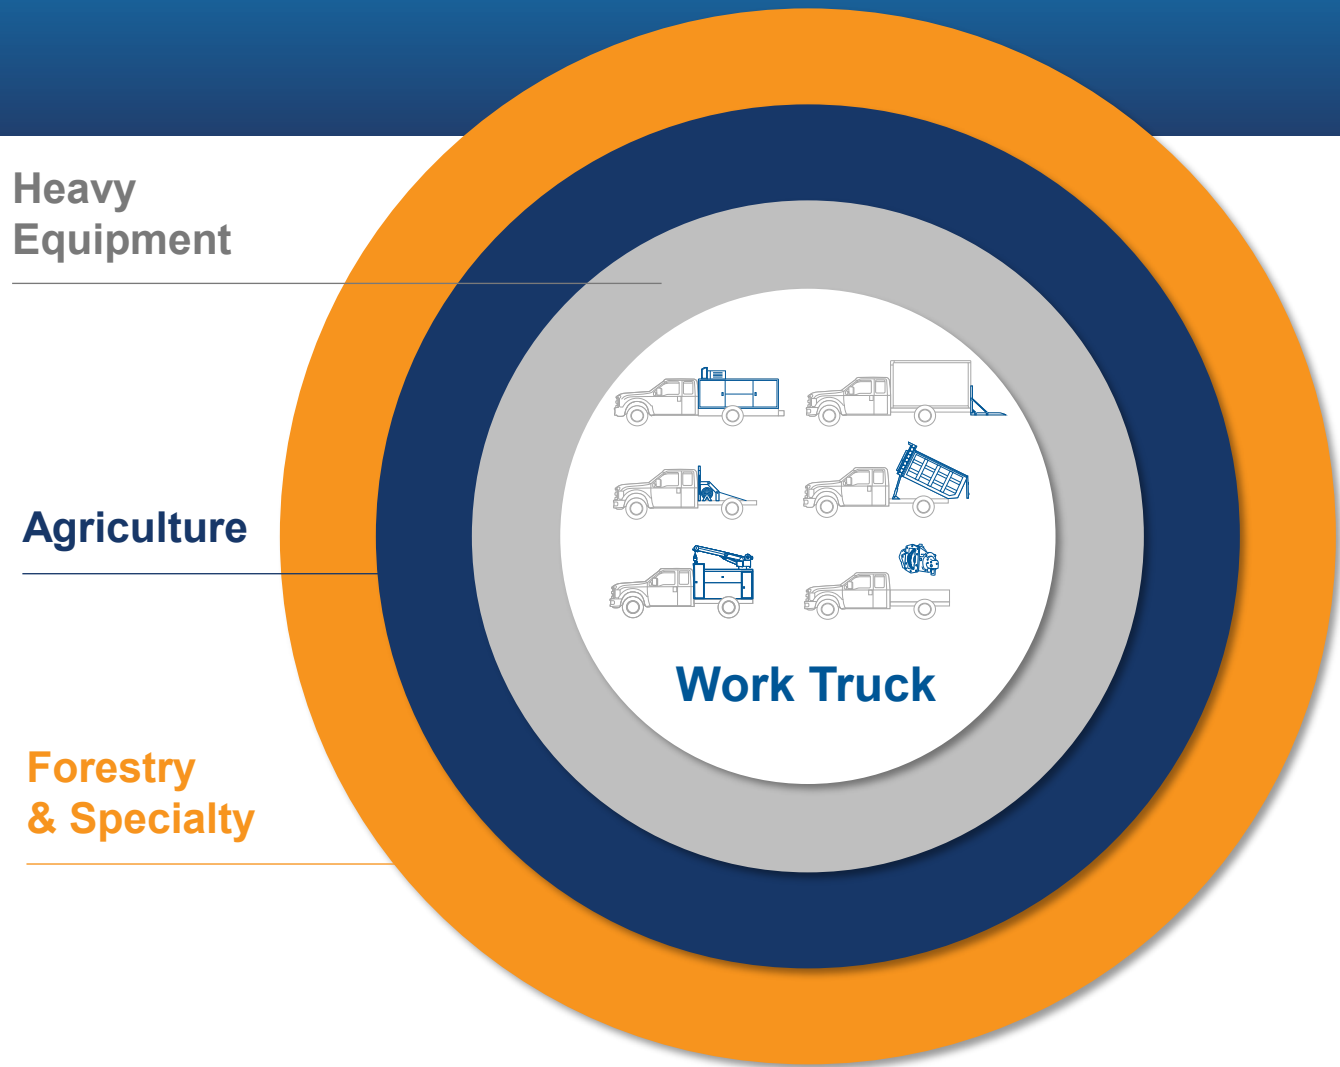 Heavy
Equipment
Agriculture
Work Truck
Forestry
& Specialty